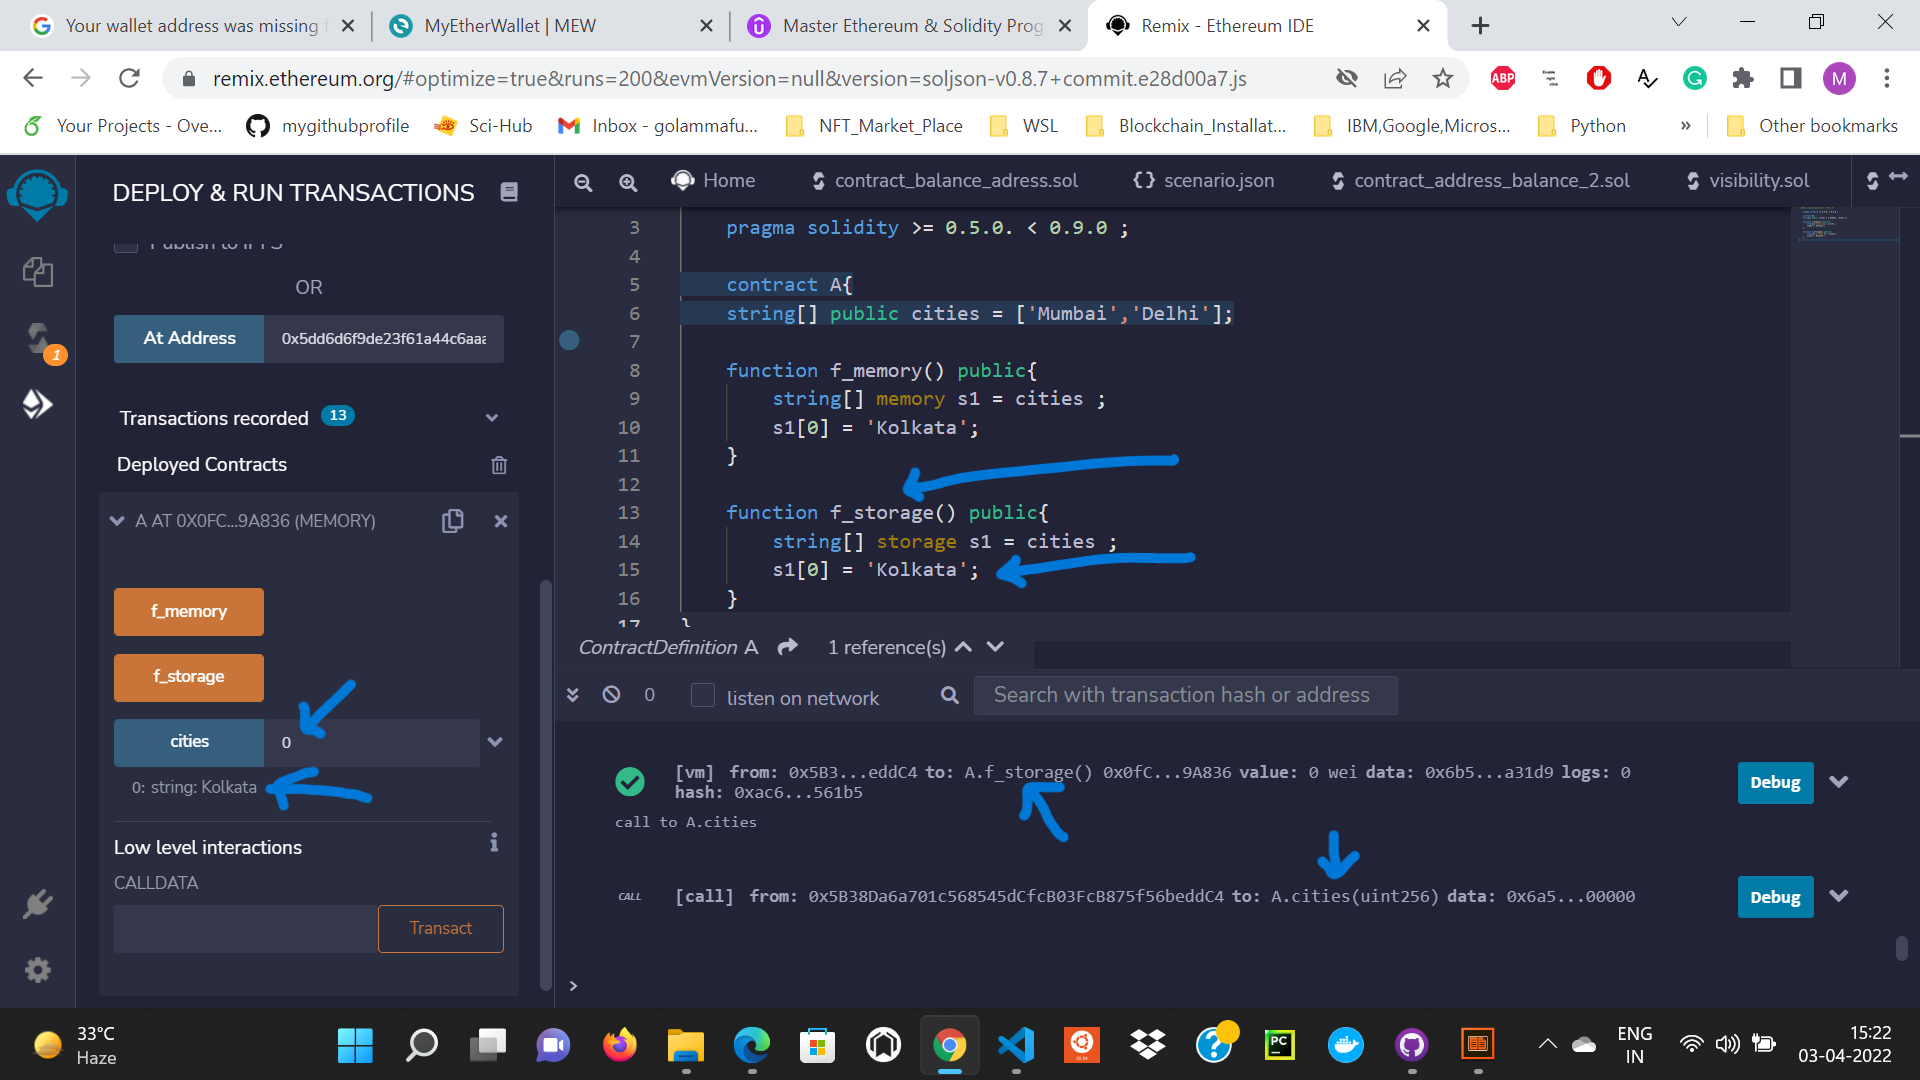 Your wallet address was missing f
MyEtherWallet | MEW
Master Ethereum & Solidity Prog
Remix - Ethereum IDE
remix.ethereum.org/#optimize=true&runs=200&evmVersion=null&version=soljson-v0.8.7+commit.e28d00a7.js
ABP
M
Your Projects - Ove...
mygithubprofile
Sci-Hub
Inbox - golammafu...
NFT_Market_Place
WSL
Blockchain_Installat...
IBM,Google,Micros...
Python
»
Other bookmarks
DEPLOY & RUN TRANSACTIONS
Publish to IPFS
OR
At Address
0x5dd6d6f9de23f61a44c6aaa
1
Transactions recorded 13
Deployed Contracts
A AT 0X0FC...9A836 (MEMORY)
f_memory
f_storage
cities
0
0: string: Kolkata
Low level interactions
i
CALLDATA
Transact
Home
contract_balance_adress.sol
{} scenario.json
contract_address_balance_2.sol
visibility.sol
3 pragma solidity >= 0.5.0. < 0.9.0 ;
4
5 contract A{
6 string[] public cities = ['Mumbai','Delhi'];
7
8 function f_memory() public{
9 string[] memory s1 = cities ;
10 s1[0] = 'Kolkata';
11 }
12
13 function f_storage() public{
14 string[] storage s1 = cities ;
15 s1[0] = 'Kolkata';
16 }
17 }
ContractDefinition A
1 reference(s)
0
listen on network
Search with transaction hash or address
[vm] from: 0x5B3...eddC4 to: A.f_storage() 0x0fC...9A836 value: 0 wei data: 0x6b5...a31d9 logs: 0
hash: 0xac6...561b5
Debug
call to A.cities
CALL [call] from: 0x5B38Da6a701c568545dCfcB03FcB875f56beddC4 to: A.cities(uint256) data: 0x6a5...00000
Debug
>
33°C
Haze
PC
ENG
IN
15:22
03-04-2022